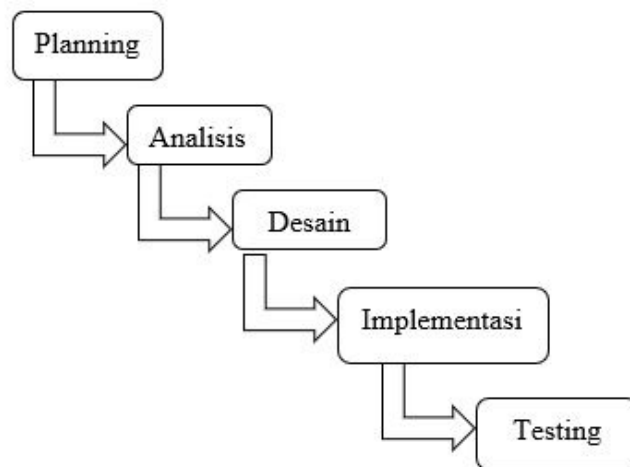 Planning
Analisis
Desain
Implementasi
Testing